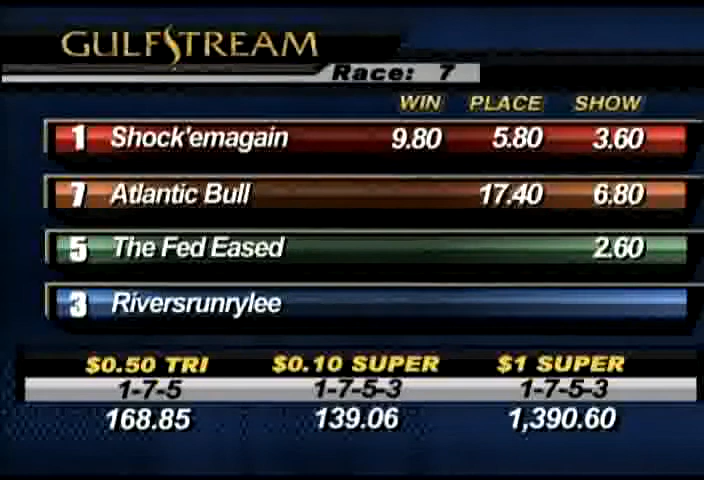 GULFSTREAM
Race: 7
WIN PLACE SHOW
1 Shock'emagain 9.80 5.80 3.60
7 Atlantic Bull 17.40 6.80
5 The Fed Eased 2.60
3 Riversrunrylee
$0.50 TRI $0.10 SUPER $1 SUPER
1-7-5 1-7-5-3 1-7-5-3
168.85 139.06 1,390.60